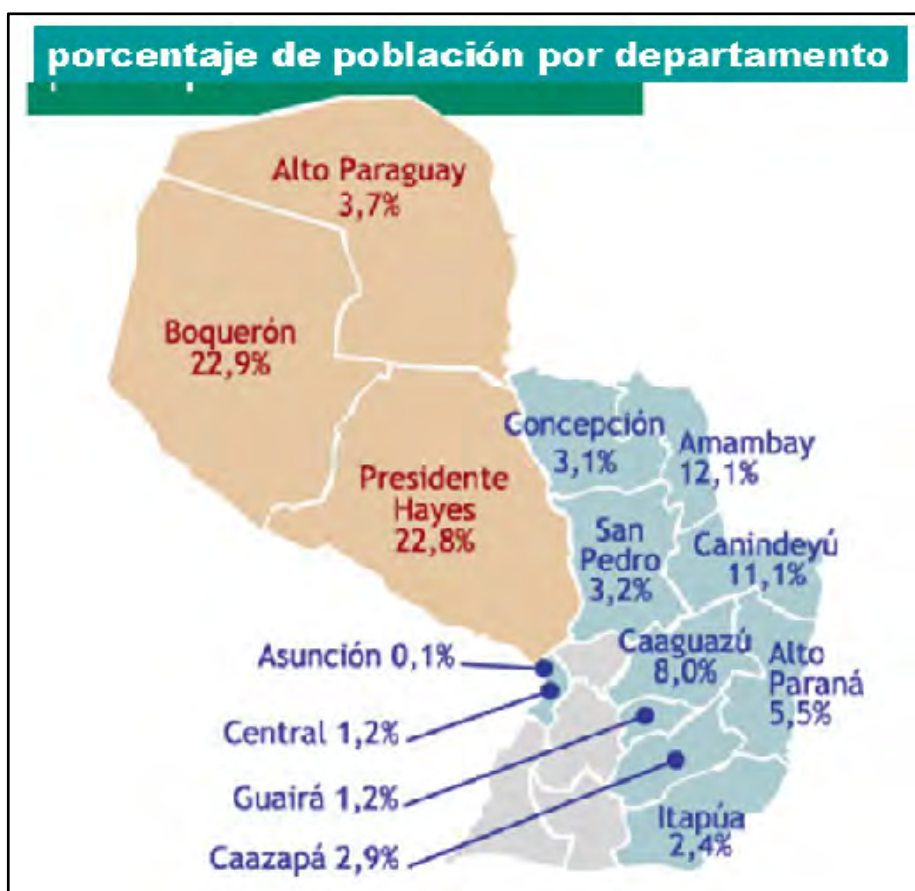 porcentaje de población por departamento
Alto Paraguay
3,7%
Boquerón
22,9%
Presidente
Hayes
22,8%
Concepción
3,1%
Amambay
12,1%
San
Pedro
3,2%
Canindeyú
11,1%
Caaguazú
8,0%
Alto
Paraná
5,5%
Asunción 0,1%
Central 1,2%
Guairá 1,2%
Caazapá 2,9%
Itapúa
2,4%